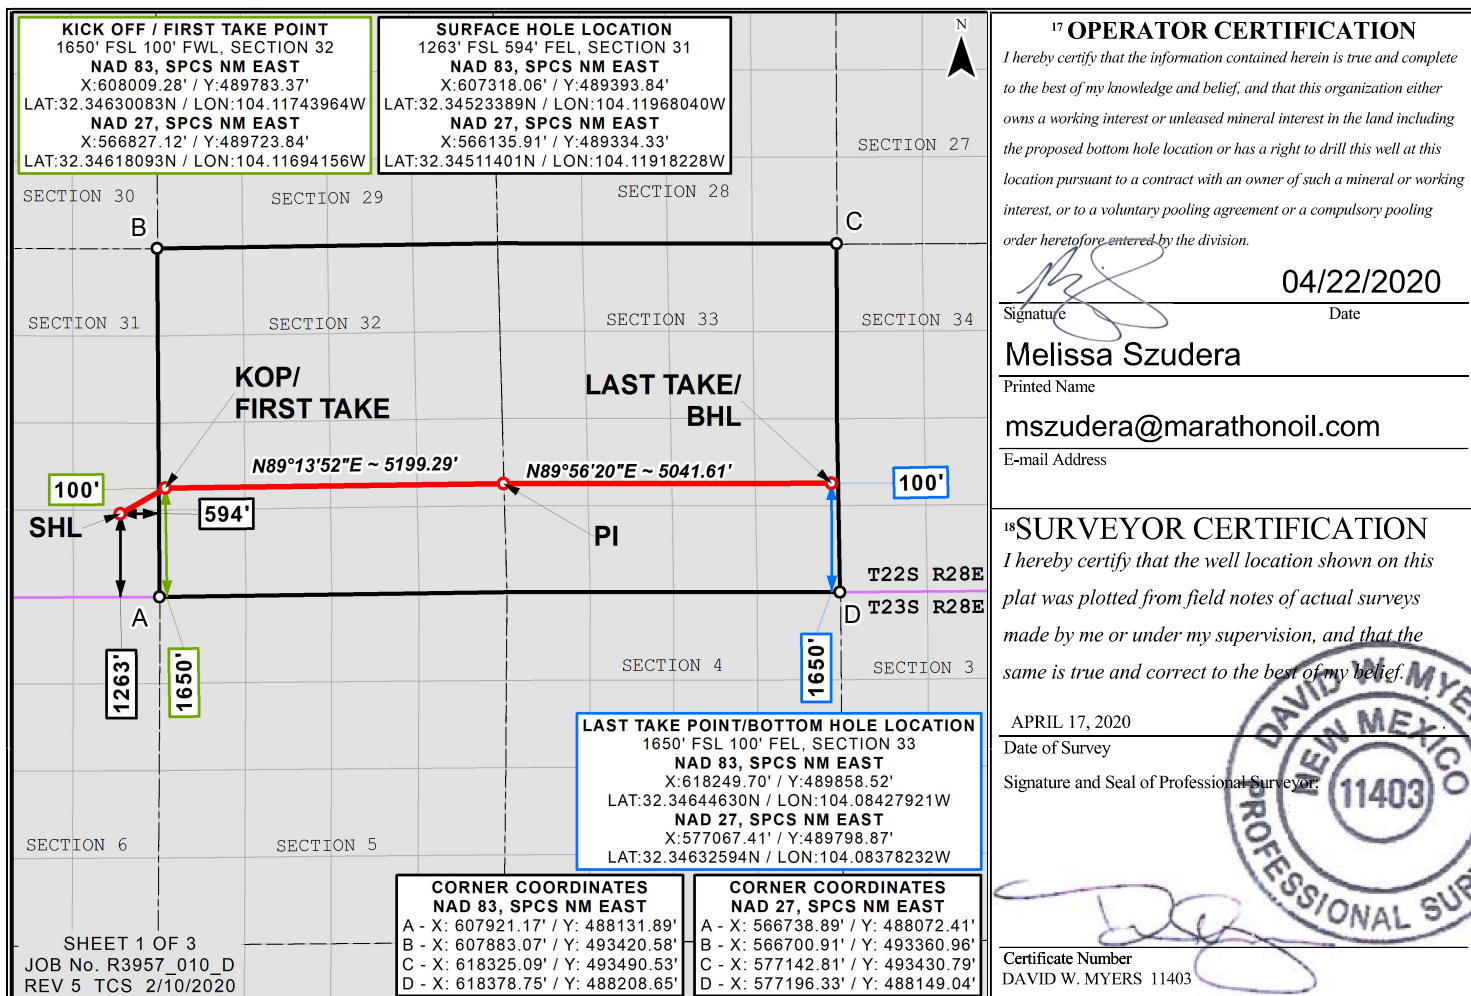 KICK OFF / FIRST TAKE POINT
1650' FSL 100' FWL, SECTION 32
NAD 83, SPCS NM EAST
X:608009.28' / Y:489783.37'
LAT:32.34630083N / LON:104.11743964W
NAD 27, SPCS NM EAST
X:566827.12' / Y:489723.84'
LAT:32.34618093N / LON:104.11694156W
SURFACE HOLE LOCATION
1263' FSL 594' FEL, SECTION 31
NAD 83, SPCS NM EAST
X:607318.06' / Y:489393.84'
LAT:32.34523389N / LON:104.11968040W
NAD 27, SPCS NM EAST
X:566135.91' / Y:489334.33'
LAT:32.34511401N / LON:104.11918228W
N
SECTION 27
SECTION 30
SECTION 29
SECTION 28
B
C
SECTION 31
SECTION 32
SECTION 33
SECTION 34
KOP/
FIRST TAKE
LAST TAKE/
BHL
N89°13'52"E ~ 5199.29'
N89°56'20"E ~ 5041.61'
100'
100'
594'
SHL
PI
T22S R28E
T23S R28E
A
D
1263'
1650'
1650'
SECTION 4
SECTION 3
LAST TAKE POINT/BOTTOM HOLE LOCATION
1650' FSL 100' FEL, SECTION 33
NAD 83, SPCS NM EAST
X:618249.70' / Y:489858.52'
LAT:32.34644630N / LON:104.08427921W
NAD 27, SPCS NM EAST
X:577067.41' / Y:489798.87'
LAT:32.34632594N / LON:104.08378232W
SECTION 6
SECTION 5
CORNER COORDINATES
NAD 83, SPCS NM EAST
A - X: 607921.17' / Y: 488131.89'
B - X: 607883.07' / Y: 493420.58'
C - X: 618325.09' / Y: 493490.53'
D - X: 618378.75' / Y: 488208.65'
CORNER COORDINATES
NAD 27, SPCS NM EAST
A - X: 566738.89' / Y: 488072.41'
B - X: 566700.91' / Y: 493360.96'
C - X: 577142.81' / Y: 493430.79'
D - X: 577196.33' / Y: 488149.04'
SHEET 1 OF 3
JOB No. R3957_010_D
REV 5 TCS 2/10/2020
17 OPERATOR CERTIFICATION
I hereby certify that the information contained herein is true and complete
to the best of my knowledge and belief, and that this organization either
owns a working interest or unleased mineral interest in the land including
the proposed bottom hole location or has a right to drill this well at this
location pursuant to a contract with an owner of such a mineral or working
interest, or to a voluntary pooling agreement or a compulsory pooling
order heretofore entered by the division.
04/22/2020
Signature Date
Melissa Szudera
Printed Name
mszudera@marathonoil.com
E-mail Address
18 SURVEYOR CERTIFICATION
I hereby certify that the well location shown on this
plat was plotted from field notes of actual surveys
made by me or under my supervision, and that the
same is true and correct to the best of my belief.
APRIL 17, 2020
Date of Survey
Signature and Seal of Professional Surveyor:
DAVID W. MYE
NEW MEXICO
11403
PROFESSIONAL SUR
Certificate Number
DAVID W. MYERS 11403